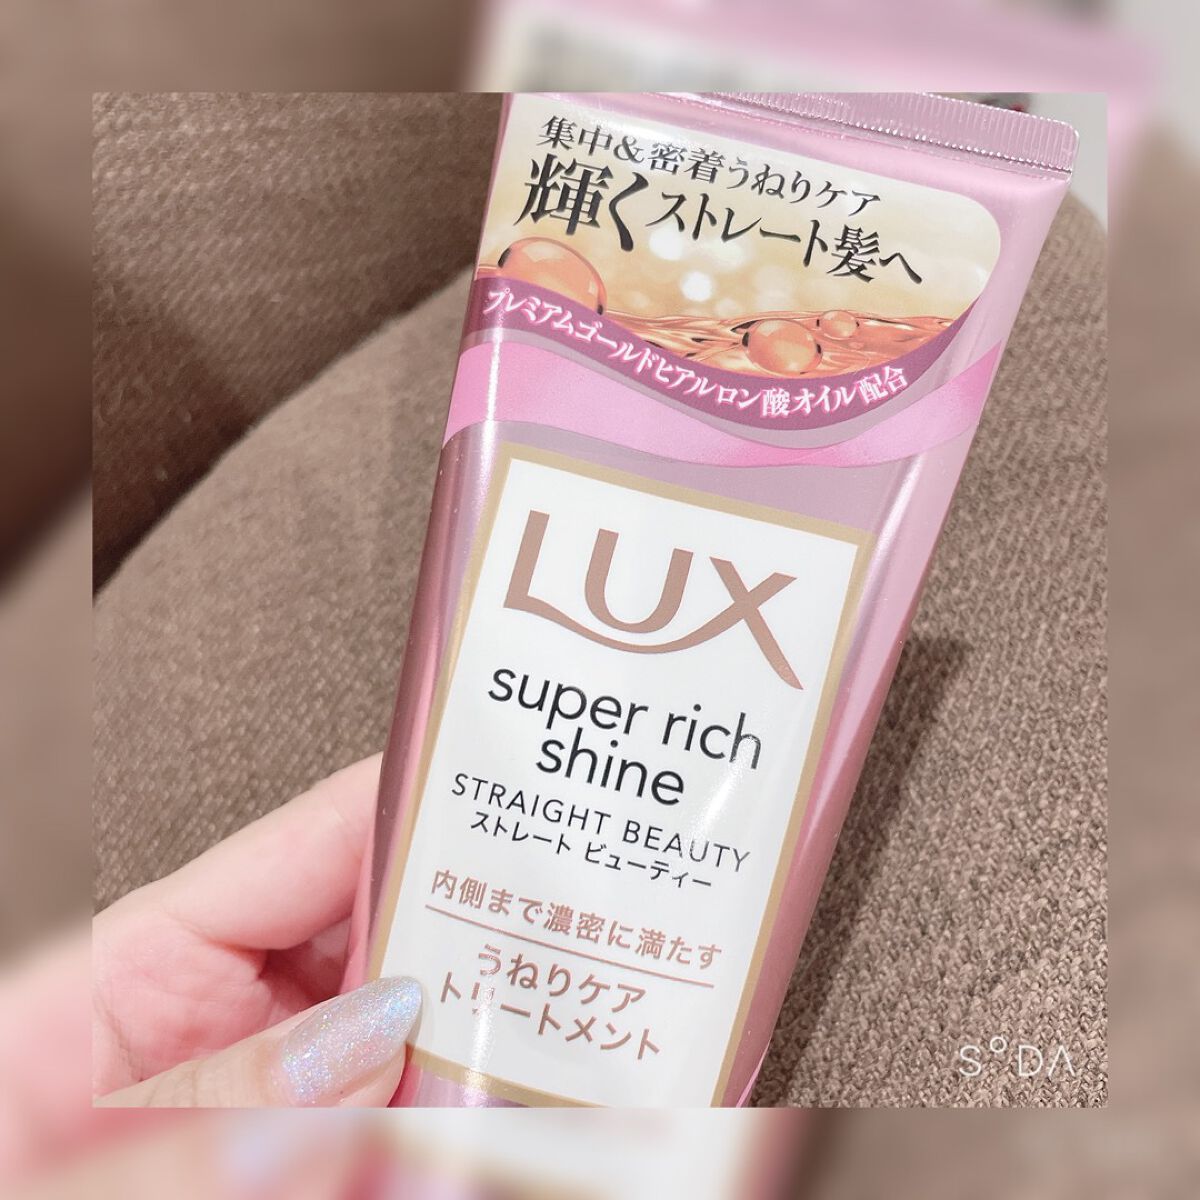 集中&密着うねりケア
輝くストレート髪へ
プレミアムゴールドヒアルロン酸オイル配合
LUX
super rich
shine
STRAIGHT BEAUTY
ストレート ビューティー
内側まで濃密に満たす
うねりケア
トリートメント
SODA